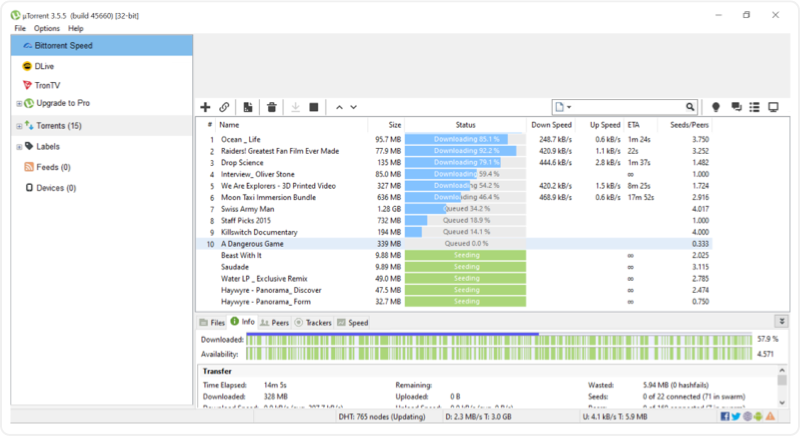 µTorrent 3.5.5 (build 45660) [32-bit]
File Options Help
Bittorrent Speed
DLive
TronTV
Upgrade to Pro
Torrents (15)
Labels
Feeds (0)
Devices (0)
# Name Size Status Down Speed Up Speed ETA Seeds/Peers
1 Ocean _ Life 95.7 MB Downloading 85.1 % 248.7 kB/s 0.6 kB/s 1m 24s 3.750
2 Raiders! Greatest Fan Film Ever Made 77.9 MB Downloading 92.2 % 420.9 kB/s 1.1 kB/s 22s 3.252
3 Drop Science 135 MB Downloading 79.1 % 444.6 kB/s 2.8 kB/s 1m 37s 1.482
4 Interview_ Oliver Stone 85.0 MB Downloading 59.4 % ∞ 1.000
5 We Are Explorers - 3D Printed Video 327 MB Downloading 54.2 % 420.2 kB/s 1.5 kB/s 8m 25s 1.724
6 Moon Taxi Immersion Bundle 636 MB Downloading 46.4 % 468.9 kB/s 0.6 kB/s 17m 52s 2.916
7 Swiss Army Man 1.28 GB Queued 34.2 % 4.017
8 Staff Picks 2015 732 MB Queued 18.9 % 1.000
9 Killswitch Documentary 194 MB Queued 14.1 % 4.000
10 A Dangerous Game 339 MB Queued 0.0 % 0.333
Beast With It 9.88 MB Seeding ∞ 2.025
Saudade 9.89 MB Seeding ∞ 3.115
Water LP _ Exclusive Remix 49.0 MB Seeding ∞ 2.785
Haywyre - Panorama_ Discover 47.5 MB Seeding ∞ 2.474
Haywyre - Panorama_ Form 32.7 MB Seeding ∞ 0.750
Files Info Peers Trackers Speed
Downloaded: 57.9 %
Availability: 4.571
Transfer
Time Elapsed: 14m 5s Remaining: Wasted: 5.94 MB (0 hashfails)
Downloaded: 328 MB Uploaded: 0 B Seeds: 0 of 22 connected (71 in swarm)
DHT: 765 nodes (Updating) D: 2.3 MB/s T: 3.0 GB U: 4.1 kB/s T: 5.9 MB